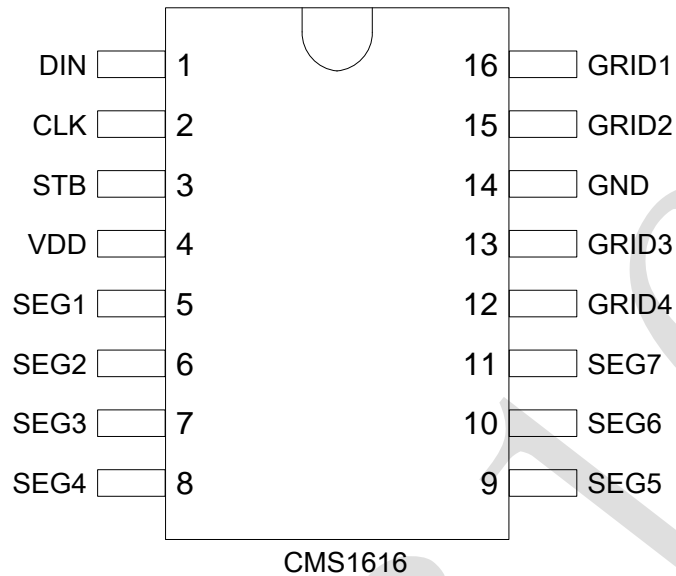 DIN 1 16 GRID1
CLK 2 15 GRID2
STB 3 14 GND
VDD 4 13 GRID3
SEG1 5 12 GRID4
SEG2 6 11 SEG7
SEG3 7 10 SEG6
SEG4 8 9 SEG5
CMS1616